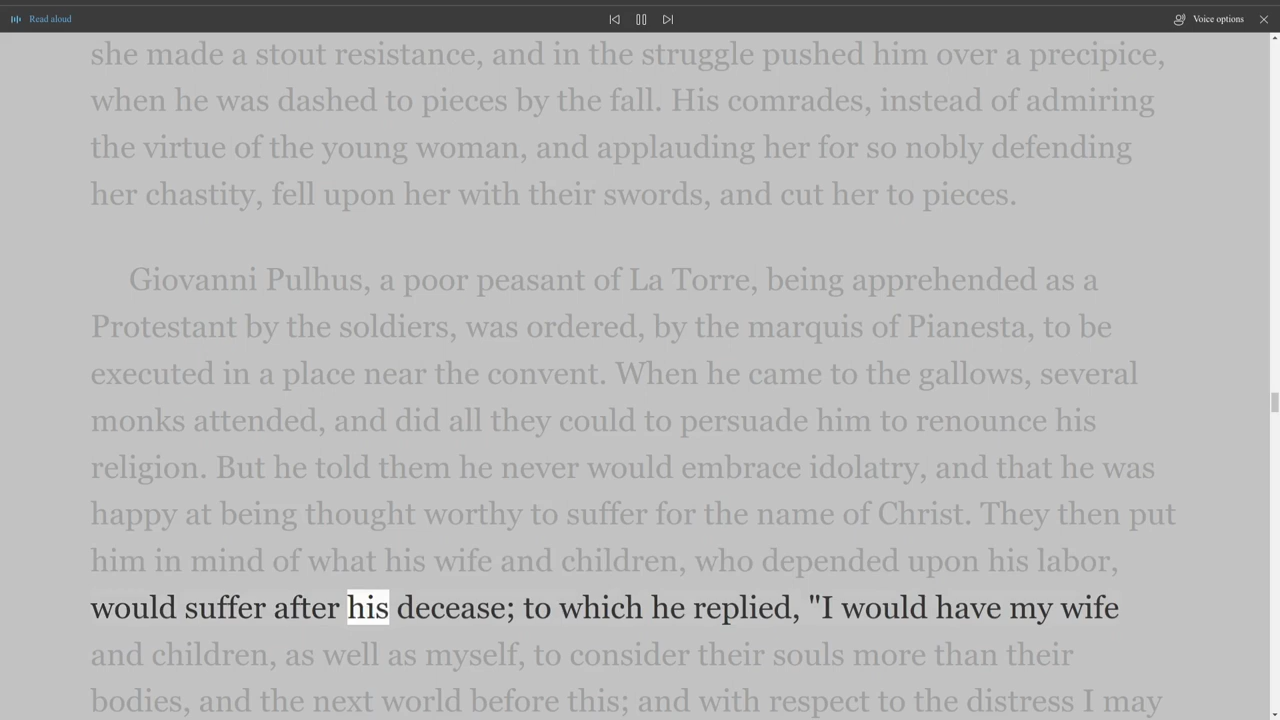 Read aloud
Voice options
she made a stout resistance, and in the struggle pushed him over a precipice,
when he was dashed to pieces by the fall. His comrades, instead of admiring
the virtue of the young woman, and applauding her for so nobly defending
her chastity, fell upon her with their swords, and cut her to pieces.
Giovanni Pulhus, a poor peasant of La Torre, being apprehended as a
Protestant by the soldiers, was ordered, by the marquis of Pianesta, to be
executed in a place near the convent. When he came to the gallows, several
monks attended, and did all they could to persuade him to renounce his
religion. But he told them he never would embrace idolatry, and that he was
happy at being thought worthy to suffer for the name of Christ. They then put
him in mind of what his wife and children, who depended upon his labor,
would suffer after his decease; to which he replied, "I would have my wife
and children, as well as myself, to consider their souls more than their
bodies, and the next world before this; and with respect to the distress I may